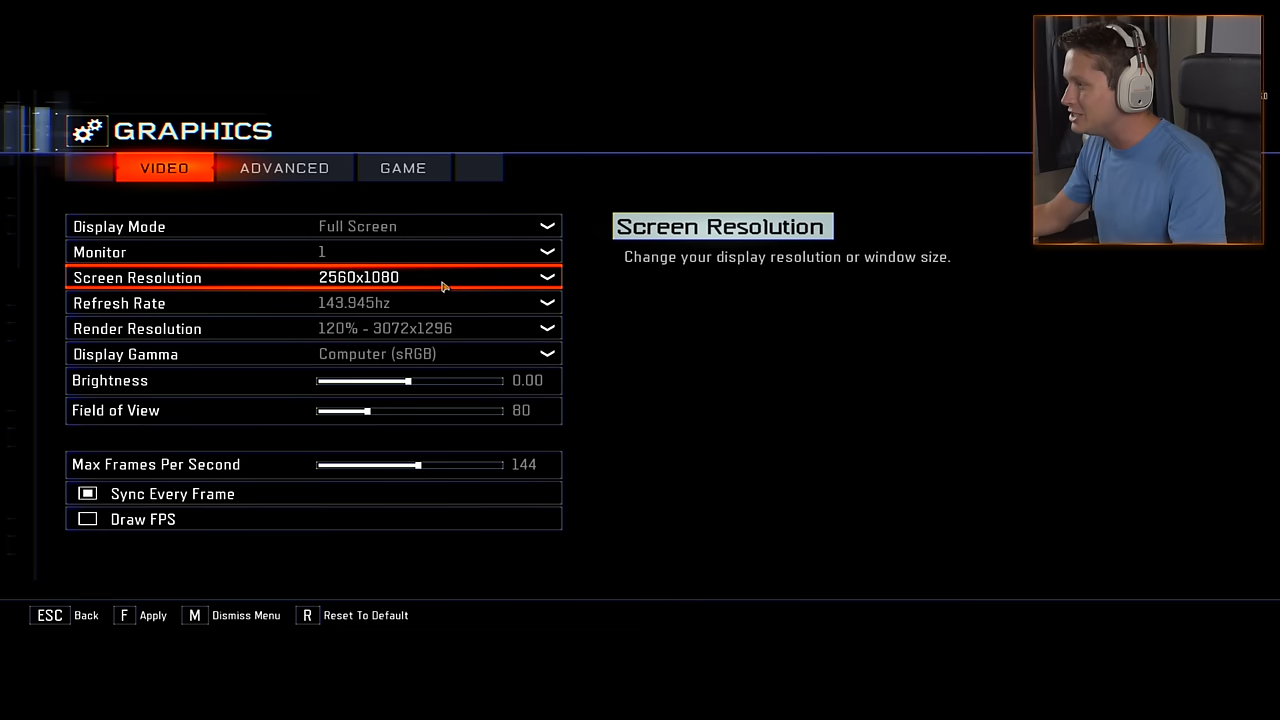 GRAPHICS
VIDEO ADVANCED GAME
Display Mode Full Screen
Monitor 1
Screen Resolution 2560x1080
Refresh Rate 143.945hz
Render Resolution 120% - 3072x1296
Display Gamma Computer (sRGB)
Brightness 0.00
Field of View 80
Max Frames Per Second 144
Sync Every Frame
Draw FPS
Screen Resolution
Change your display resolution or window size.
ESC Back F Apply M Dismiss Menu R Reset To Default